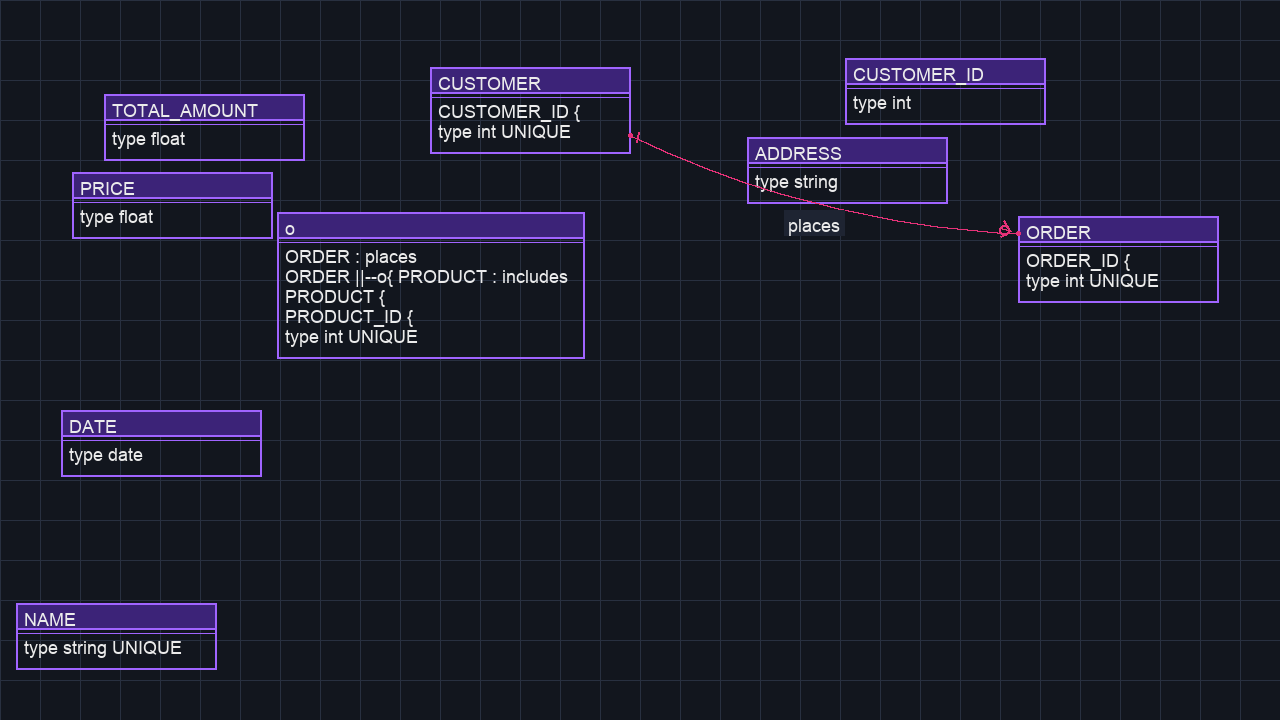 CUSTOMER_ID
type int
CUSTOMER
CUSTOMER_ID {
type int UNIQUE
TOTAL_AMOUNT
type float
ADDRESS
type string
PRICE
type float
places
ORDER
ORDER_ID {
type int UNIQUE
o
ORDER : places
ORDER ||--o{ PRODUCT : includes
PRODUCT {
PRODUCT_ID {
type int UNIQUE
DATE
type date
NAME
type string UNIQUE